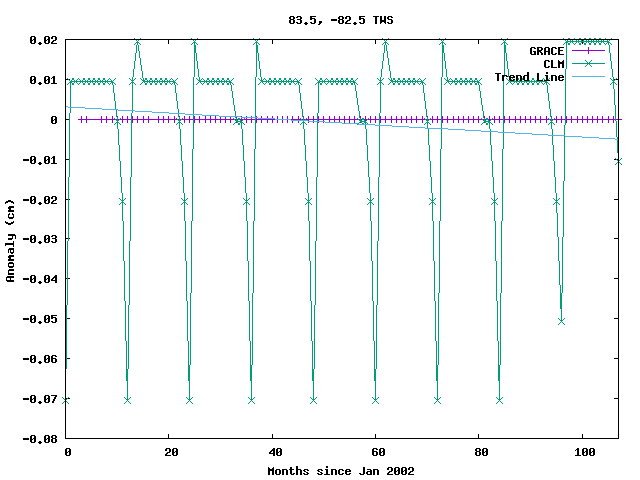 83.5, -82.5 TWS
GRACE
CLM
Trend Line
0.02
0.01
0
-0.01
-0.02
-0.03
-0.04
-0.05
-0.06
-0.07
-0.08
Anomaly (cm)
0 20 40 60 80 100
Months since Jan 2002